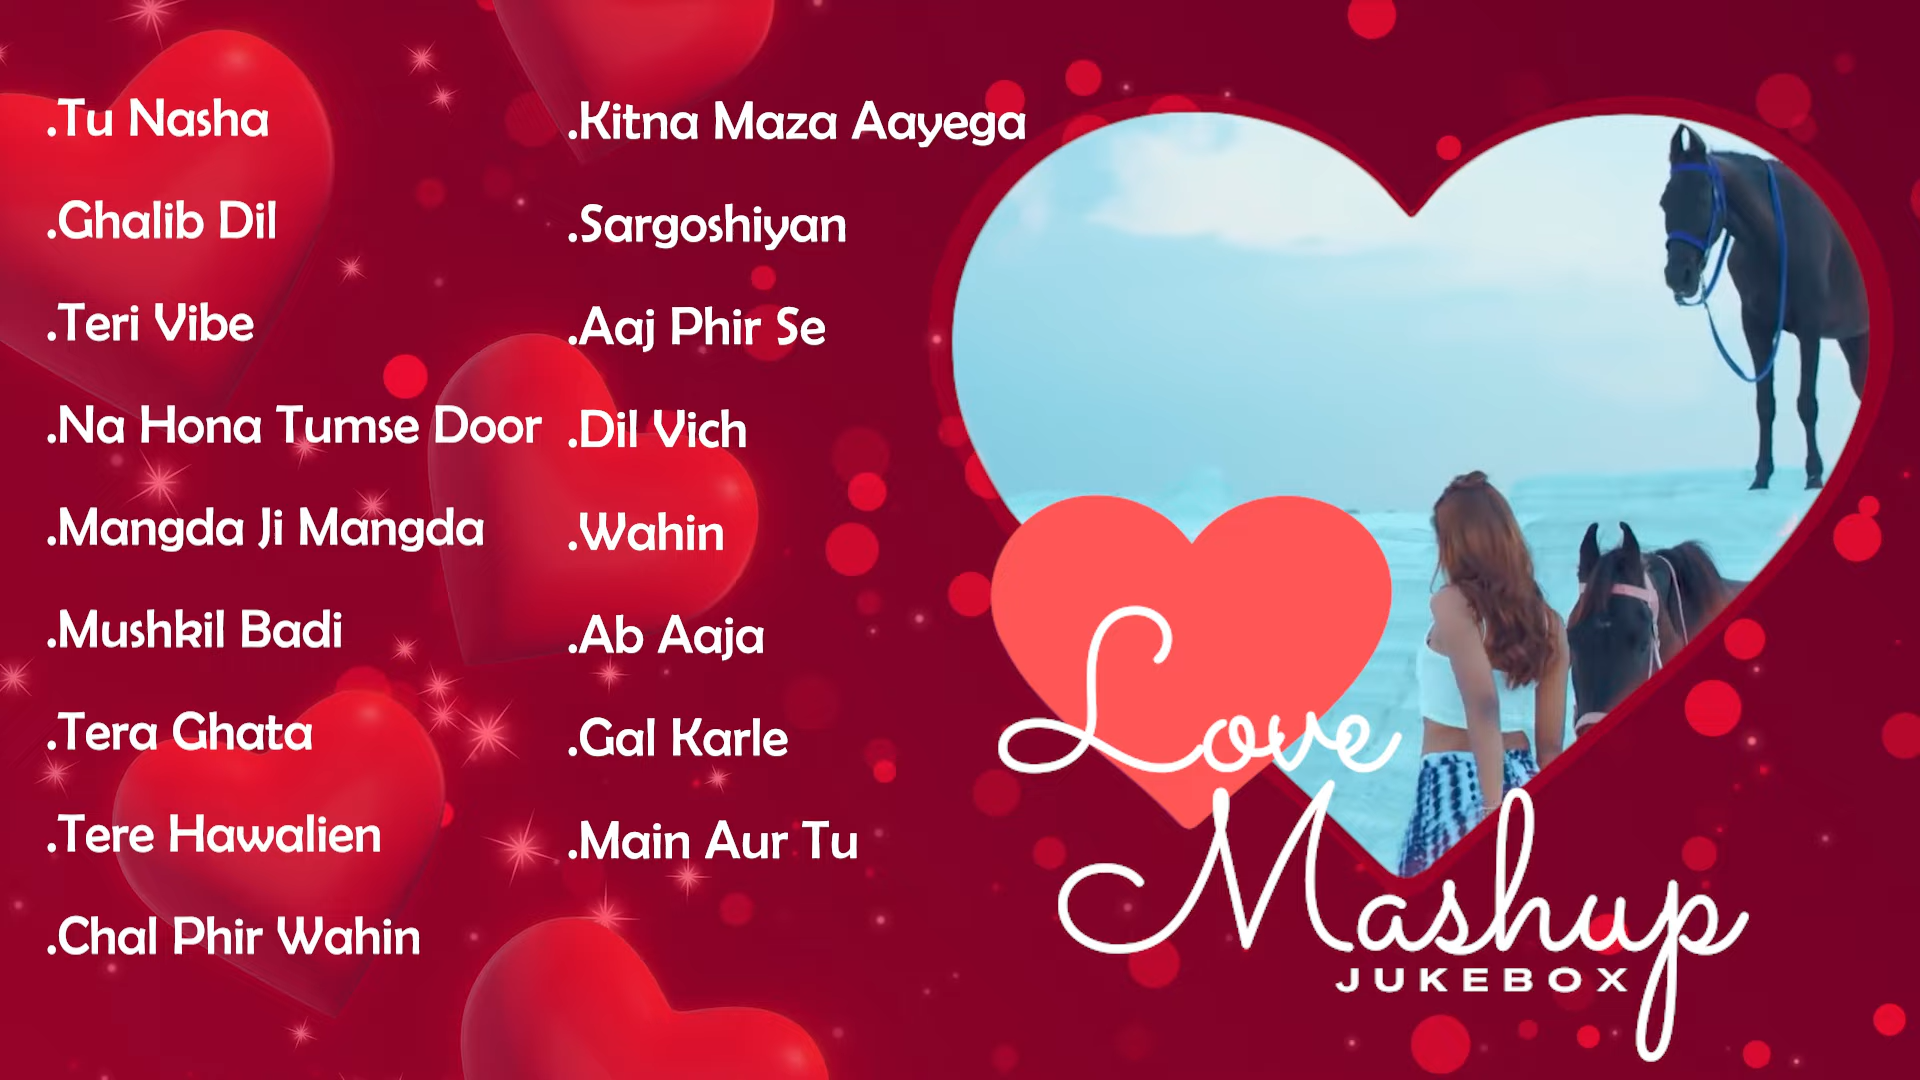 .Tu Nasha
.Ghalib Dil
.Teri Vibe
.Na Hona Tumse Door
.Mangda Ji Mangda
.Mushkil Badi
.Tera Ghata
.Tere Hawalien
.Chal Phir Wahin
.Kitna Maza Aayega
.Sargoshiyan
.Aaj Phir Se
.Dil Vich
.Wahin
.Ab Aaja
.Gal Karle
.Main Aur Tu
Love
Mashup
JUKEBOX